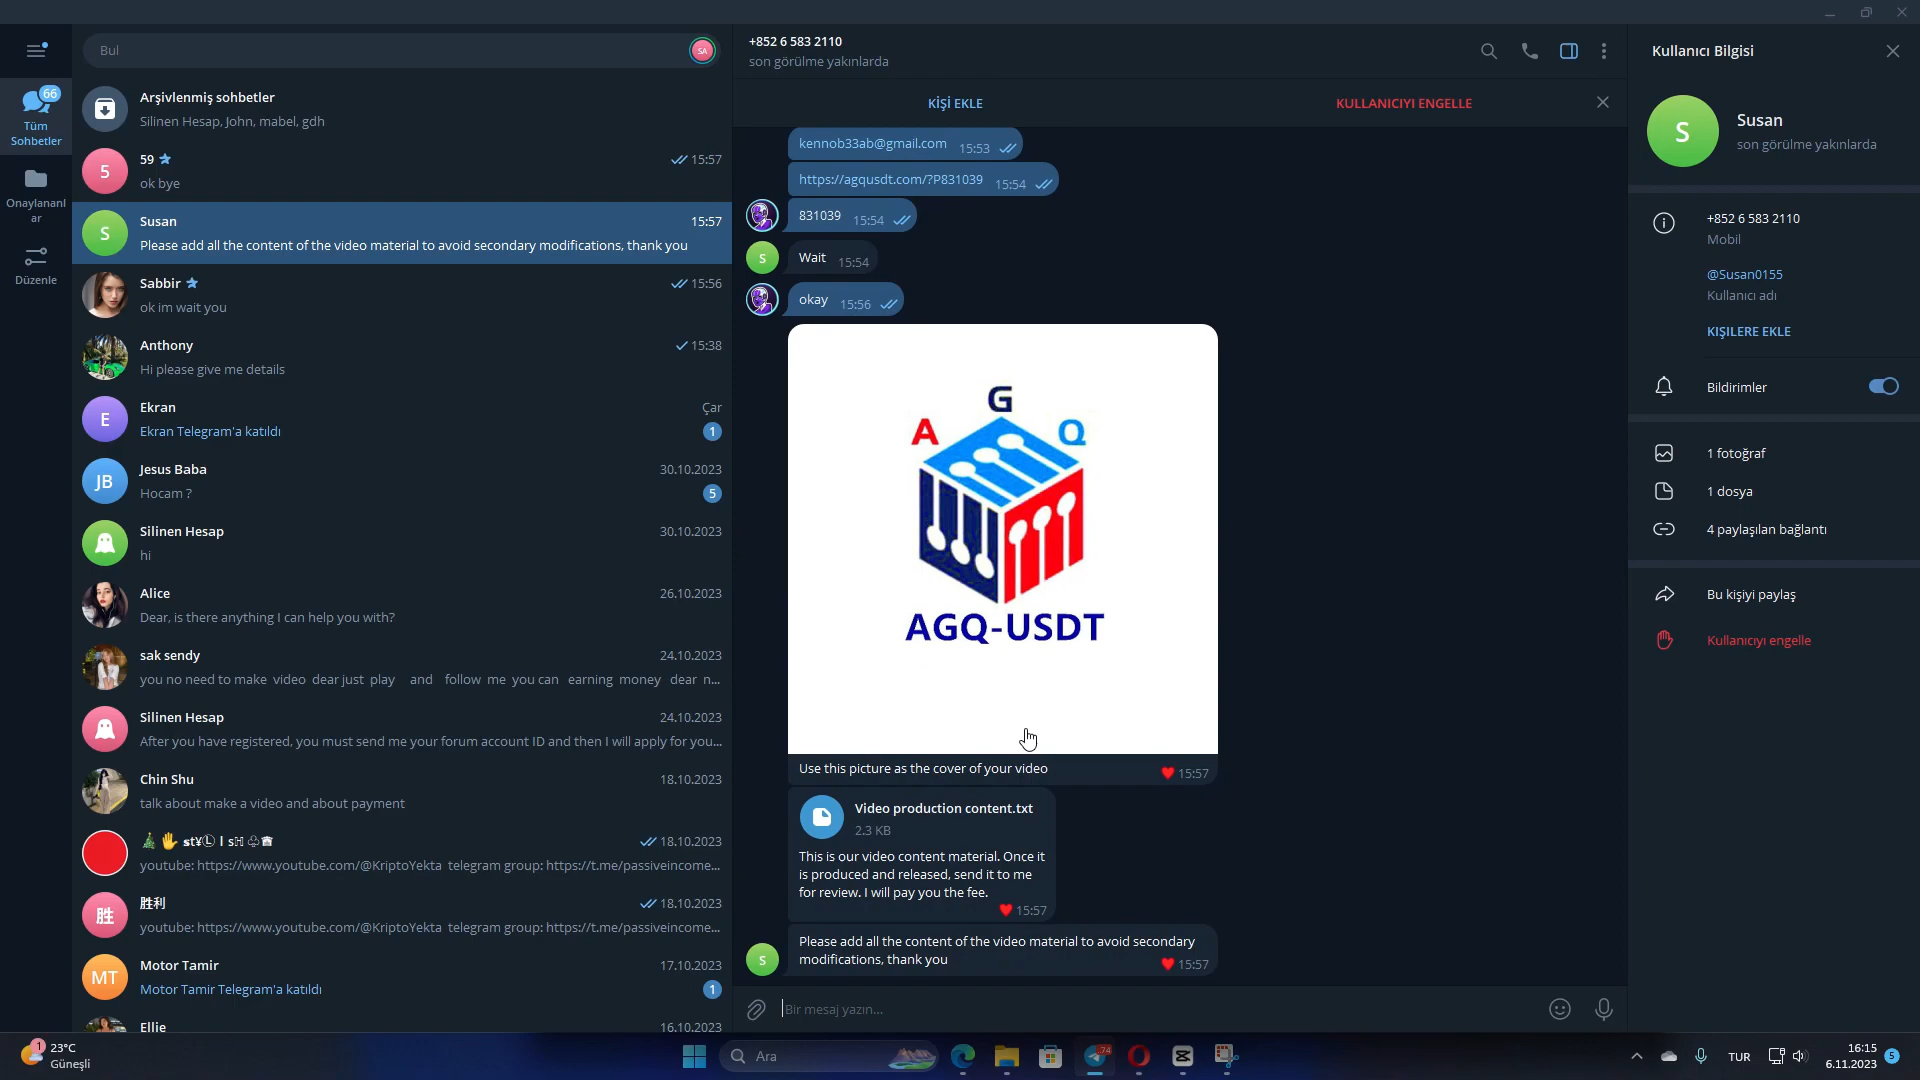 Bul
SA
66
Tüm
Sohbetler
Onaylananl
ar
Düzenle
Arşivlenmiş sohbetler
Silinen Hesap, John, mabel, gdh
5
59
15:57
ok bye
S
Susan
15:57
Please add all the content of the video material to avoid secondary modifications, thank you
Sabbir
15:56
ok im wait you
Anthony
15:38
Hi please give me details
E
Ekran
Çar
Ekran Telegram'a katıldı
1
JB
Jesus Baba
30.10.2023
Hocam ?
5
Silinen Hesap
30.10.2023
hi
Alice
26.10.2023
Dear, is there anything I can help you with?
sak sendy
24.10.2023
you no need to make video dear just play and follow me you can earning money dear n...
Silinen Hesap
24.10.2023
After you have registered, you must send me your forum account ID and then I will apply for you...
Chin Shu
18.10.2023
talk about make a video and about payment
18.10.2023
youtube: https://www.youtube.com/@KriptoYekta telegram group: https://t.me/passiveincome...
胜
胜利
18.10.2023
youtube: https://www.youtube.com/@KriptoYekta telegram group: https://t.me/passiveincome...
MT
Motor Tamir
17.10.2023
Motor Tamir Telegram'a katıldı
1
Ellie
16.10.2023
+852 6 583 2110
son görülme yakınlarda
KİŞİ EKLE
KULLANICIYI ENGELLE
kennob33ab@gmail.com 15:53
https://agqusdt.com/?P831039 15:54
831039 15:54
S
Wait 15:54
okay 15:56
G
A Q
AGQ-USDT
Use this picture as the cover of your video
15:57
Video production content.txt
2.3 KB
This is our video content material. Once it
is produced and released, send it to me
for review. I will pay you the fee.
15:57
S
Please add all the content of the video material to avoid secondary
modifications, thank you
15:57
Bir mesaj yazın...
Kullanıcı Bilgisi
S
Susan
son görülme yakınlarda
+852 6 583 2110
Mobil
@Susan0155
Kullanıcı adı
KIŞILERE EKLE
Bildirimler
1 fotoğraf
1 dosya
4 paylaşılan bağlantı
Bu kişiyi paylaş
Kullanıcıyı engelle
1
23°C
Güneşli
Ara
74
TUR
16:15
6.11.2023
5